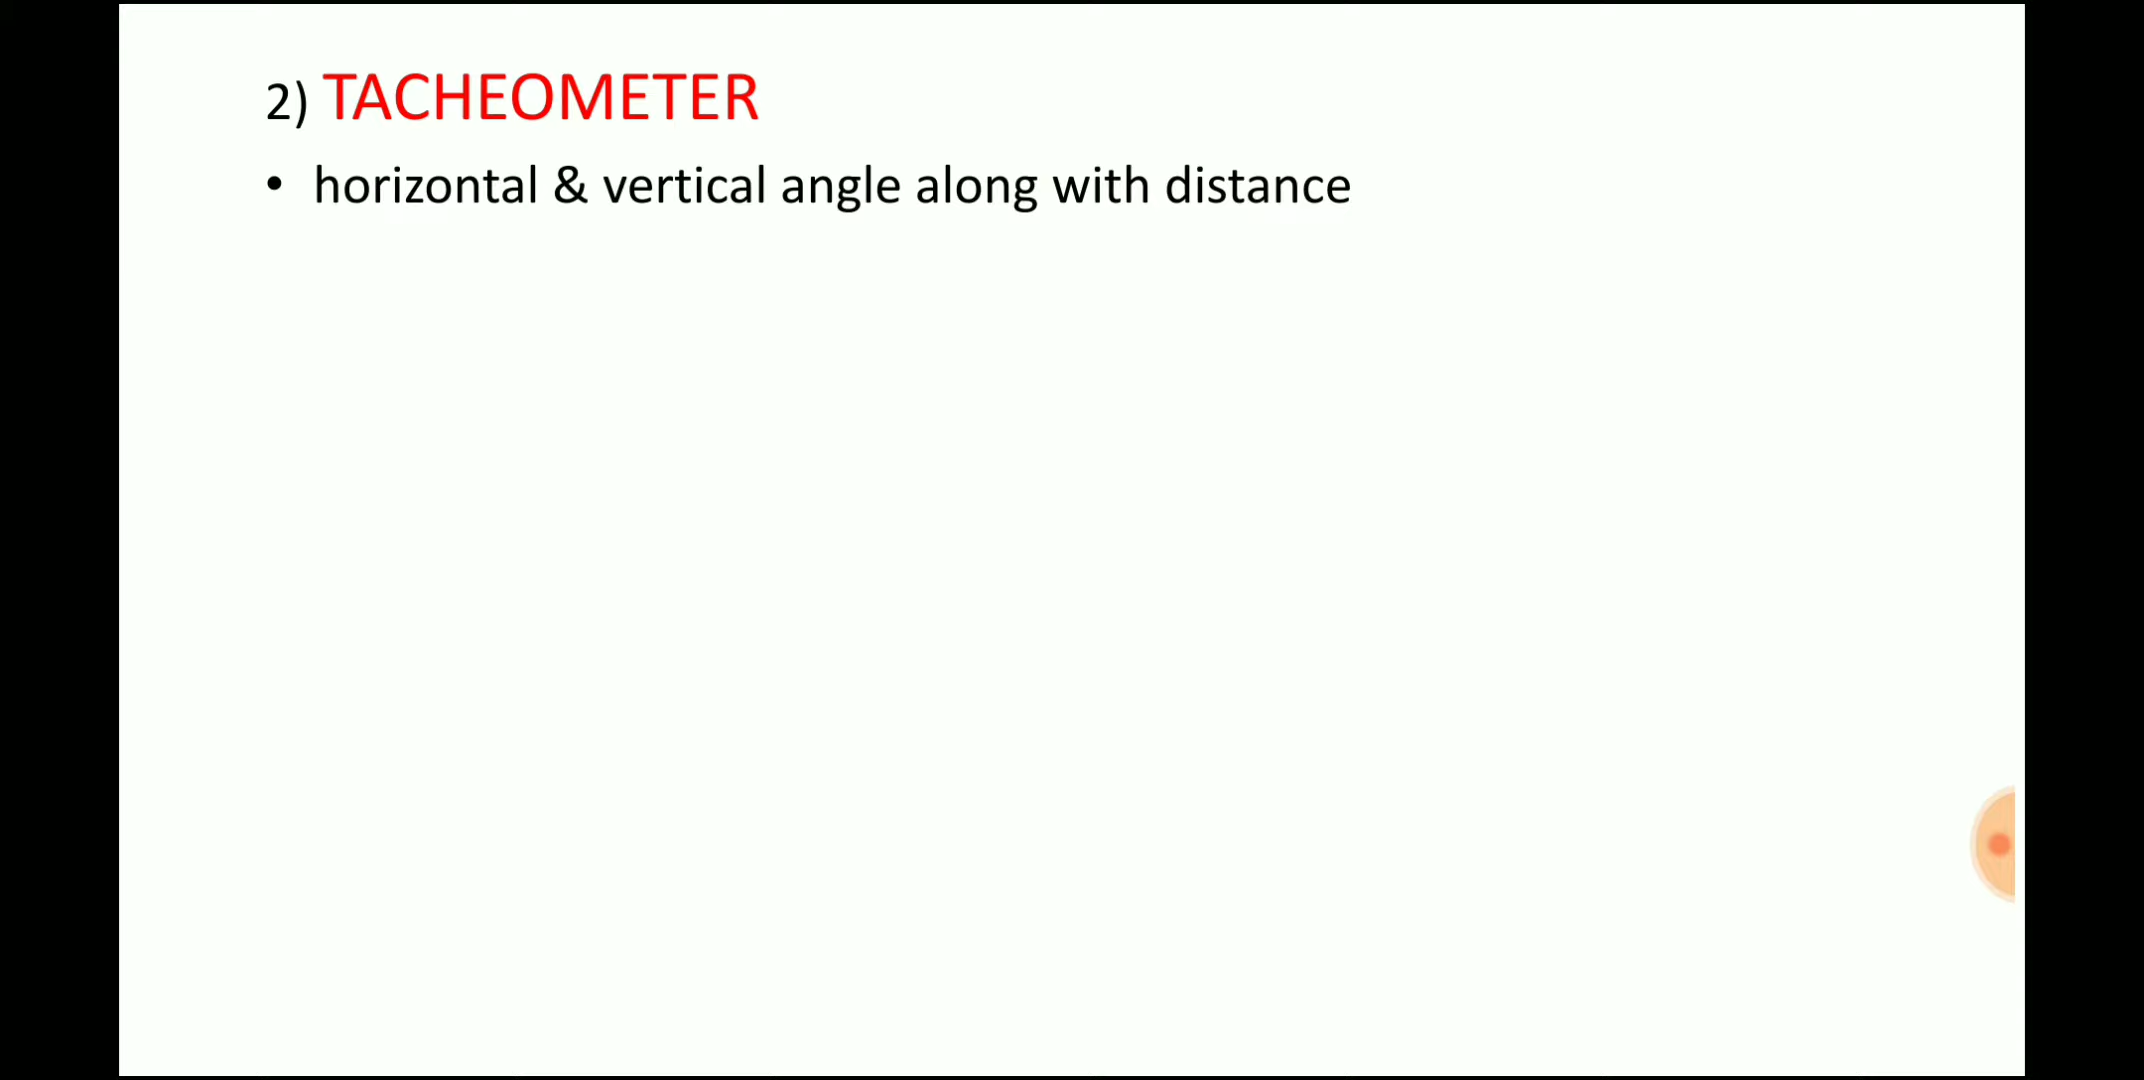 2) TACHEOMETER
• horizontal & vertical angle along with distance